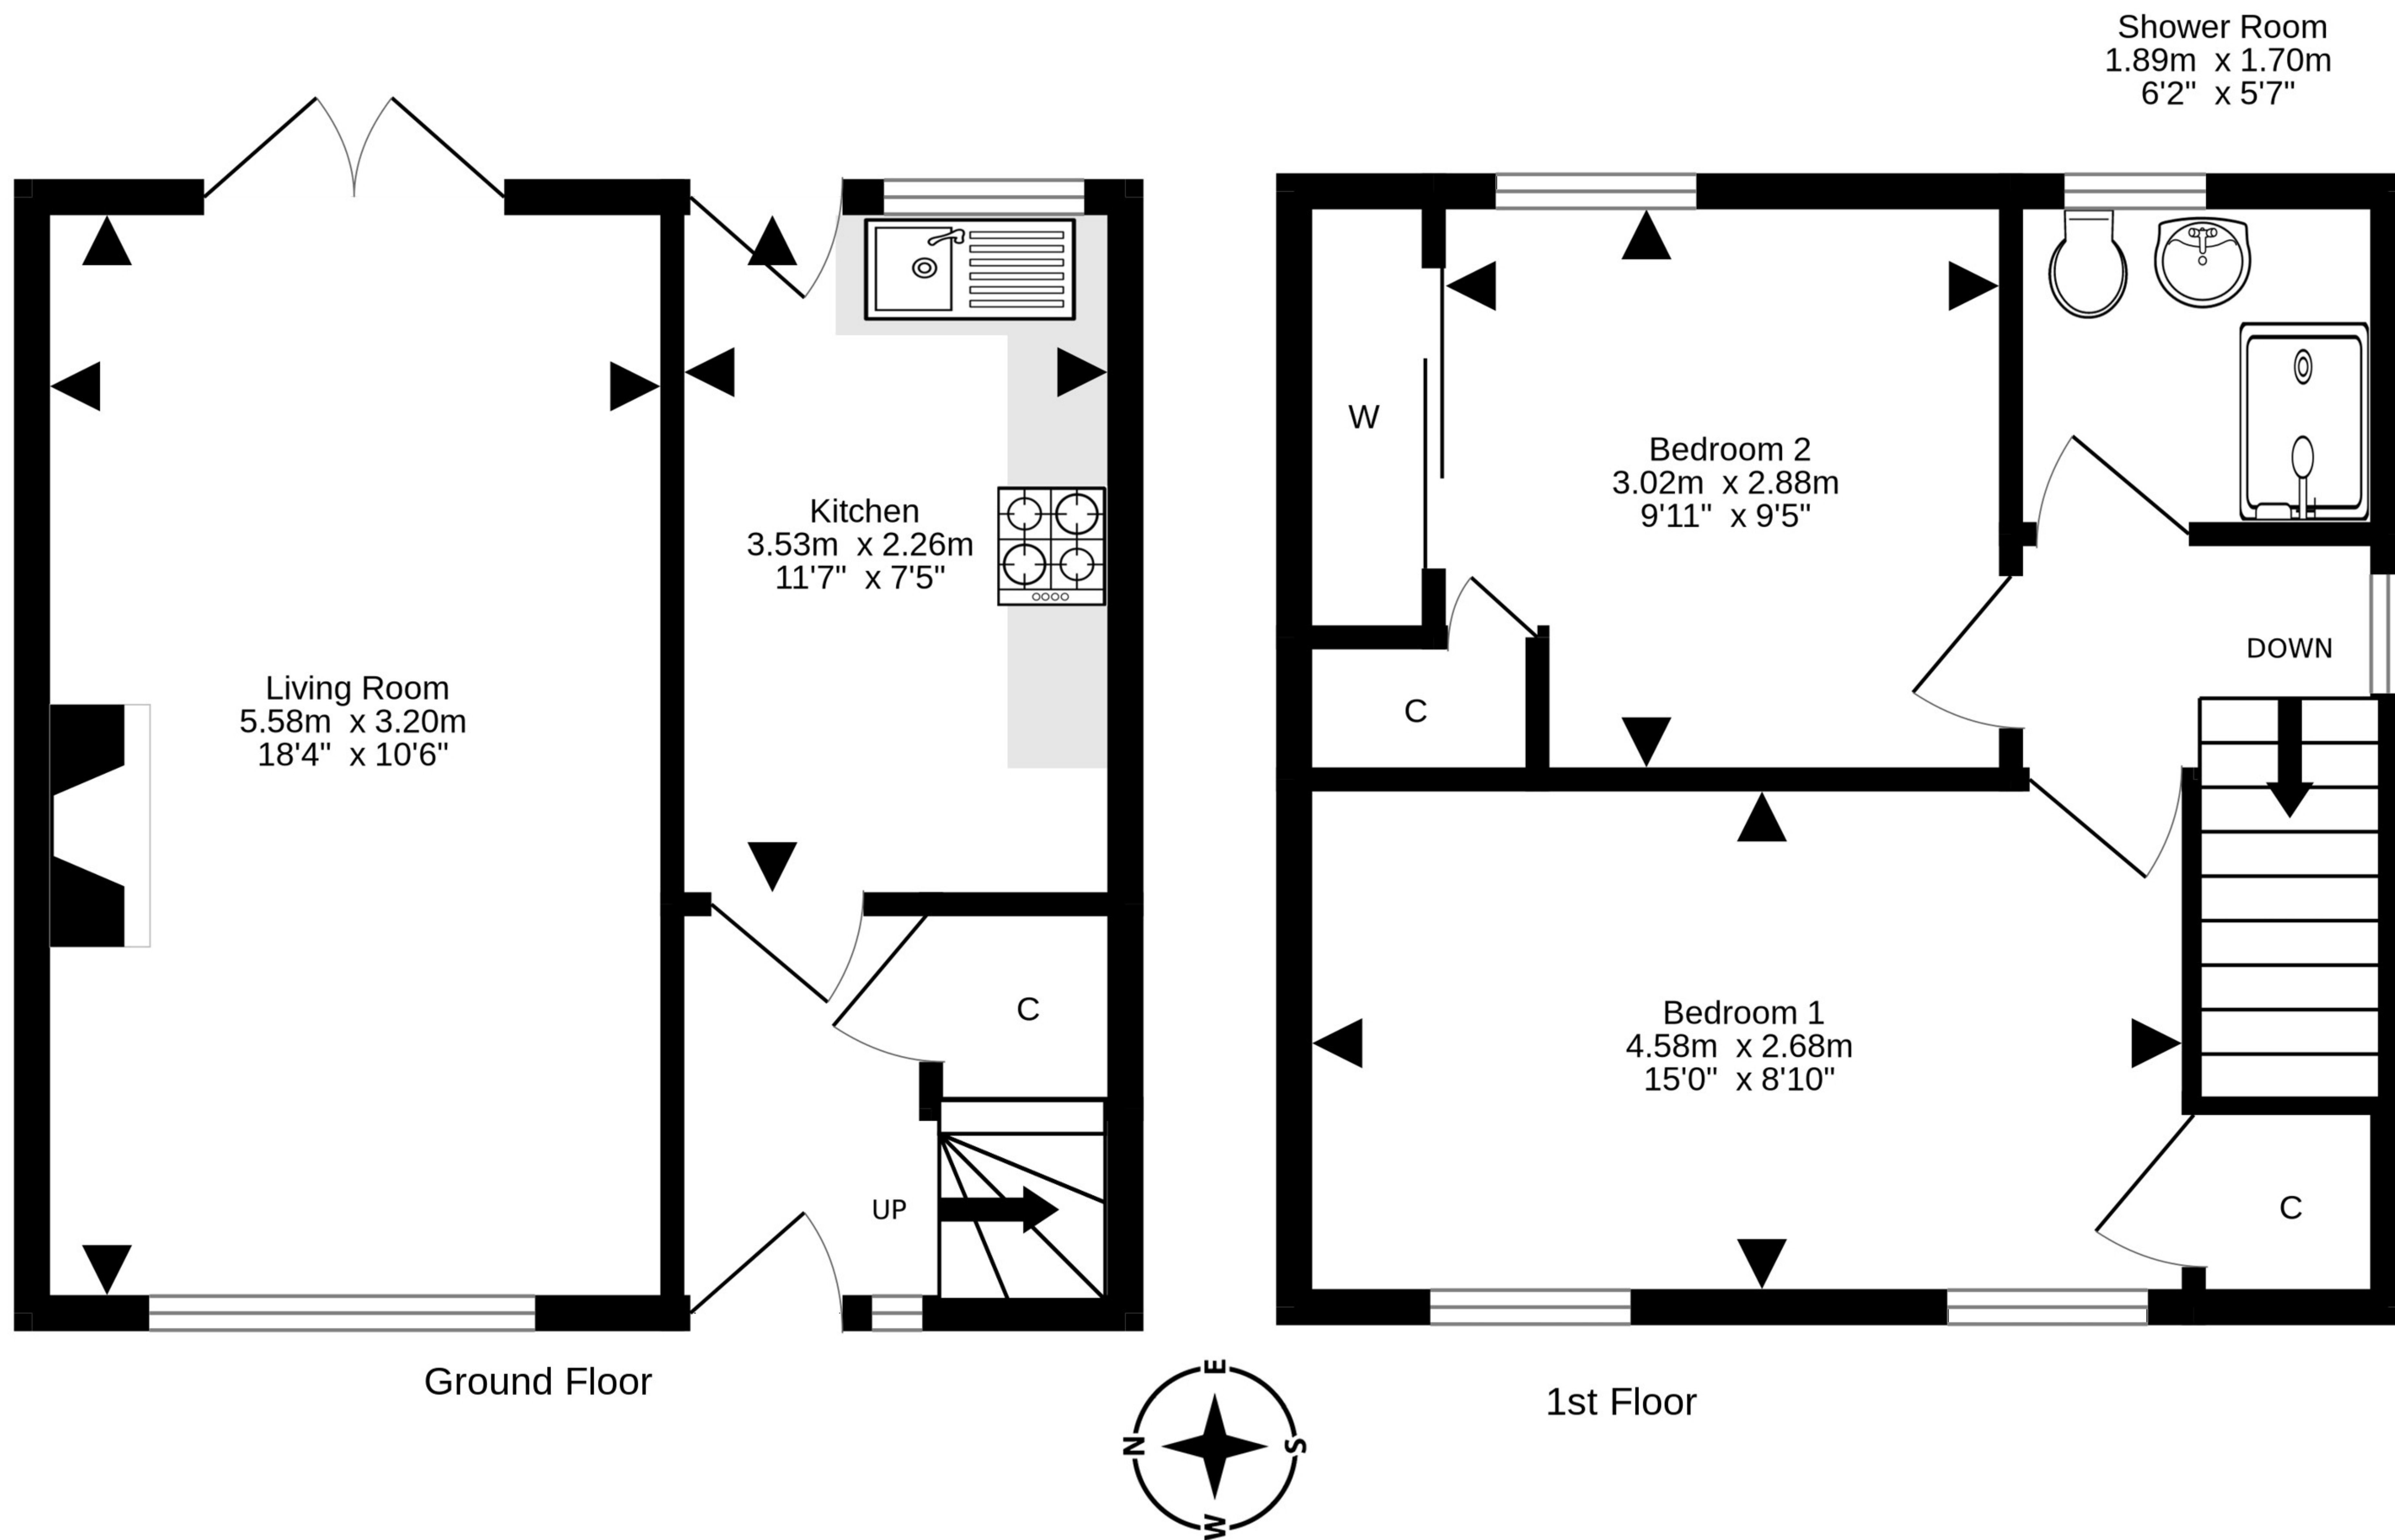 Shower Room
1.89m x 1.70m
6'2" x 5'7"
Living Room
5.58m x 3.20m
18'4" x 10'6"
Kitchen
3.53m x 2.26m
11'7" x 7'5"
C
UP
Ground Floor
W
Bedroom 2
3.02m x 2.88m
9'11" x 9'5"
C
DOWN
Bedroom 1
4.58m x 2.68m
15'0" x 8'10"
C
1st Floor
E
N
S
W